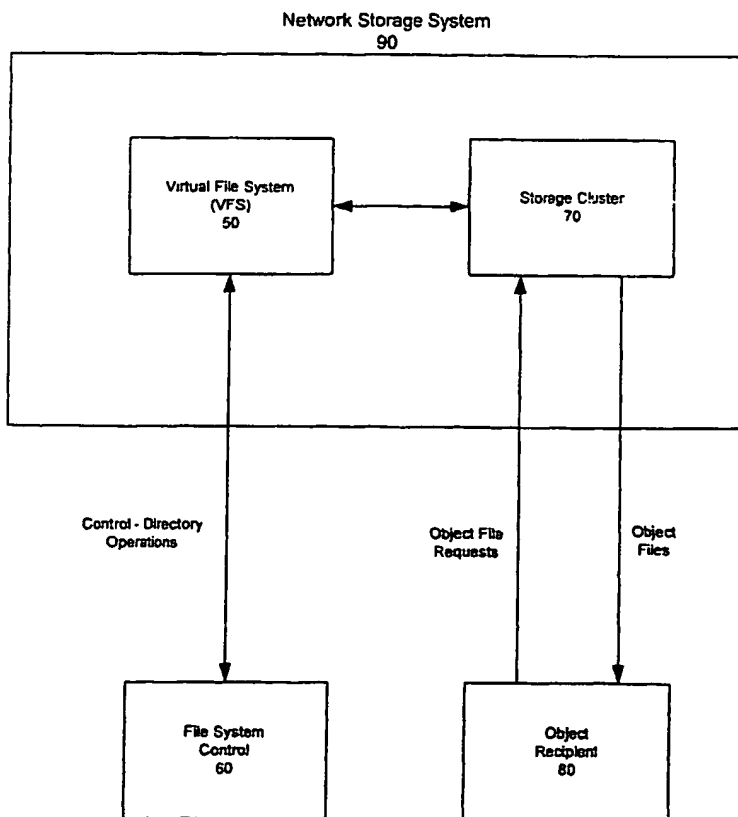 Network Storage System
90
Virtual File System
(VFS)
50
Storage Cluster
70
Control - Directory
Operations
Object File
Requests
Object
Files
File System
Control
60
Object
Recipient
80